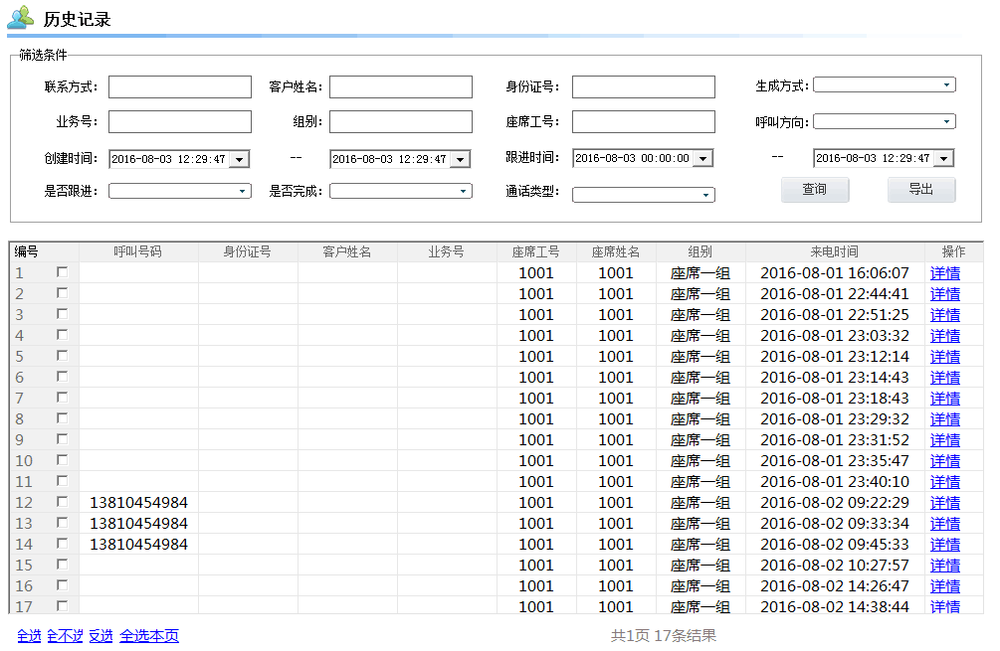 历史记录
筛选条件
联系方式: 客户姓名: 身份证号: 生成方式:
业务号: 组别: 座席工号: 呼叫方向:
创建时间: 2016-08-03 12:29:47 -- 2016-08-03 12:29:47 跟进时间: 2016-08-03 00:00:00 -- 2016-08-03 12:29:47
是否跟进: 是否完成: 通话类型: 查询 导出
编号 呼叫号码 身份证号 客户姓名 业务号 座席工号 座席姓名 组别 来电时间 操作
1 1001 1001 座席一组 2016-08-01 16:06:07 详情
2 1001 1001 座席一组 2016-08-01 22:44:41 详情
3 1001 1001 座席一组 2016-08-01 22:51:25 详情
4 1001 1001 座席一组 2016-08-01 23:03:32 详情
5 1001 1001 座席一组 2016-08-01 23:12:14 详情
6 1001 1001 座席一组 2016-08-01 23:14:43 详情
7 1001 1001 座席一组 2016-08-01 23:18:43 详情
8 1001 1001 座席一组 2016-08-01 23:29:32 详情
9 1001 1001 座席一组 2016-08-01 23:31:52 详情
10 1001 1001 座席一组 2016-08-01 23:35:47 详情
11 1001 1001 座席一组 2016-08-01 23:40:10 详情
12 13810454984 1001 1001 座席一组 2016-08-02 09:22:29 详情
13 13810454984 1001 1001 座席一组 2016-08-02 09:33:34 详情
14 13810454984 1001 1001 座席一组 2016-08-02 09:45:33 详情
15 1001 1001 座席一组 2016-08-02 10:27:57 详情
16 1001 1001 座席一组 2016-08-02 14:26:47 详情
17 1001 1001 座席一组 2016-08-02 14:38:44 详情
全选 全不选 反选 全选本页 共1页 17条结果